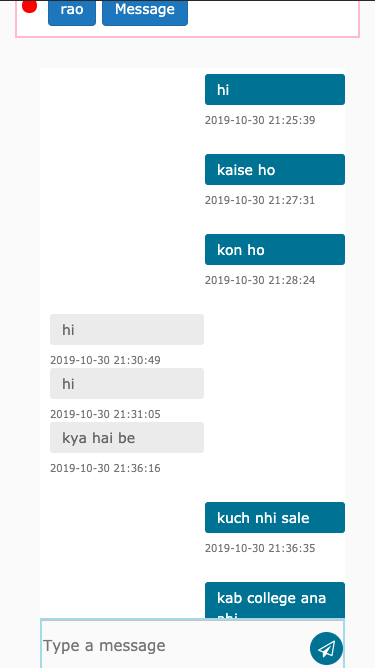 rao Message
hi
2019-10-30 21:25:39
kaise ho
2019-10-30 21:27:31
kon ho
2019-10-30 21:28:24
hi
2019-10-30 21:30:49
hi
2019-10-30 21:31:05
kya hai be
2019-10-30 21:36:16
kuch nhi sale
2019-10-30 21:36:35
kab college ana
abi
Type a message